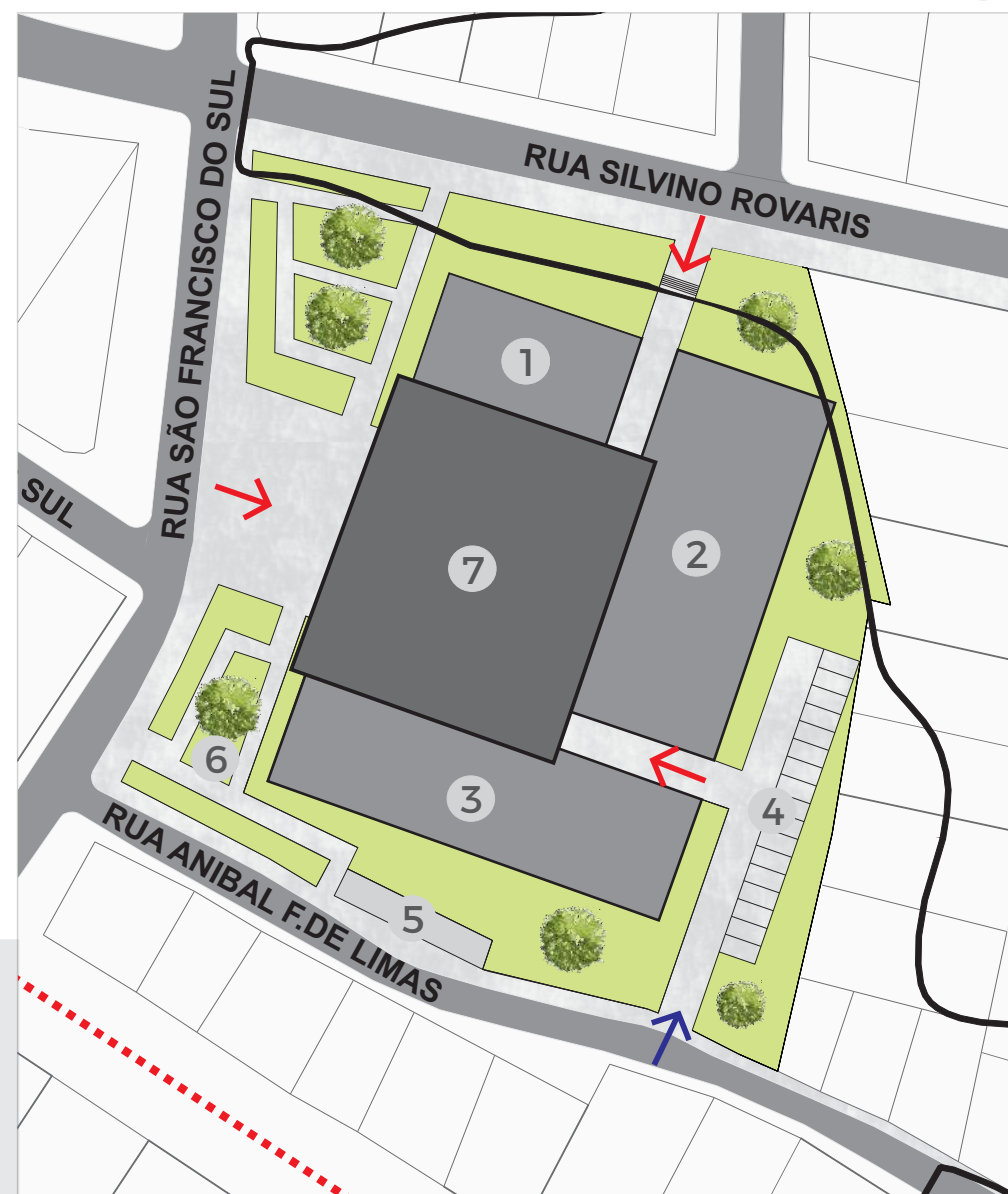 RUA SÃO FRANCISCO DO SUL
RUA SILVINO ROVARIS
1
SUL
7
2
6
3
4
5
RUA ANIBAL F.DE LIMAS